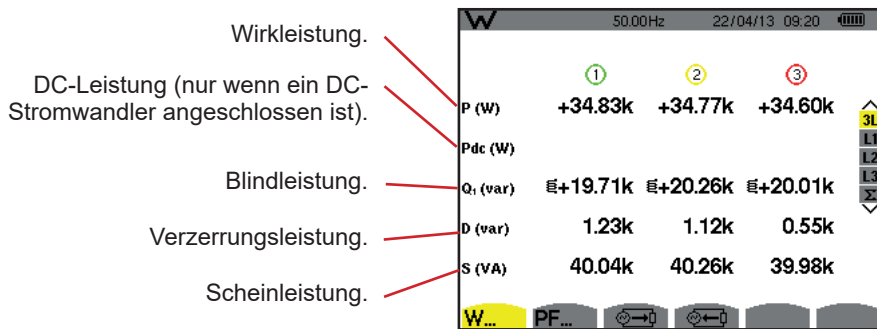 Wirkleistung.
DC-Leistung (nur wenn ein DC-
Stromwandler angeschlossen ist).
Blindleistung.
Verzerrungsleistung.
Scheinleistung.
W 50.00Hz 22/04/13 09:20
1 2 3
P (W) +34.83k +34.77k +34.60k
Pdc (W)
Q₁ (var) +19.71k +20.26k +20.01k
D (var) 1.23k 1.12k 0.55k
S (VA) 40.04k 40.26k 39.98k
3L
L1
L2
L3
Σ
W... PF...